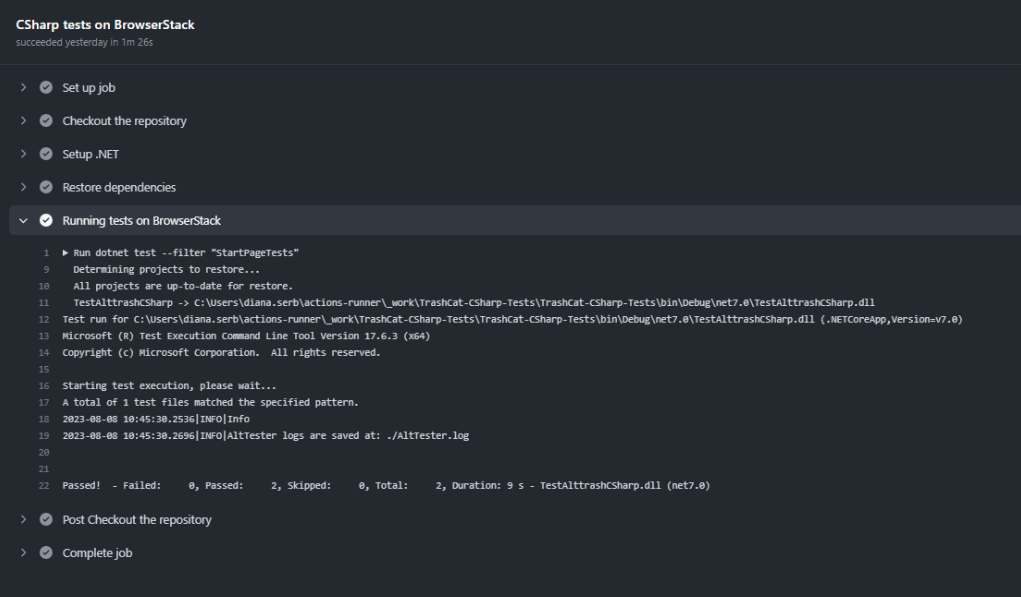 CSharp tests on BrowserStack
succeeded yesterday in 1m 26s
Set up job
Checkout the repository
Setup .NET
Restore dependencies
Running tests on BrowserStack
1 Run dotnet test --filter "StartPageTests"
9 Determining projects to restore...
10 All projects are up-to-date for restore.
11 TestAlttrashCSharp -> C:\Users\diana.serb\actions-runner\_work\TrashCat-CSharp-Tests\TrashCat-CSharp-Tests\bin\Debug\net7.0\TestAlttrashCSharp.dll
12 Test run for C:\Users\diana.serb\actions-runner\_work\TrashCat-CSharp-Tests\TrashCat-CSharp-Tests\bin\Debug\net7.0\TestAlttrashCSharp.dll (.NETCoreApp,Version=v7.0)
13 Microsoft (R) Test Execution Command Line Tool Version 17.6.3 (x64)
14 Copyright (c) Microsoft Corporation.  All rights reserved.
15
16 Starting test execution, please wait...
17 A total of 1 test files matched the specified pattern.
18 2023-08-08 10:45:30.2536|INFO|Info
19 2023-08-08 10:45:30.2696|INFO|AltTester logs are saved at: ./AltTester.log
20
21
22 Passed!  - Failed:     0, Passed:     2, Skipped:     0, Total:     2, Duration: 9 s - TestAlttrashCSharp.dll (net7.0)
Post Checkout the repository
Complete job